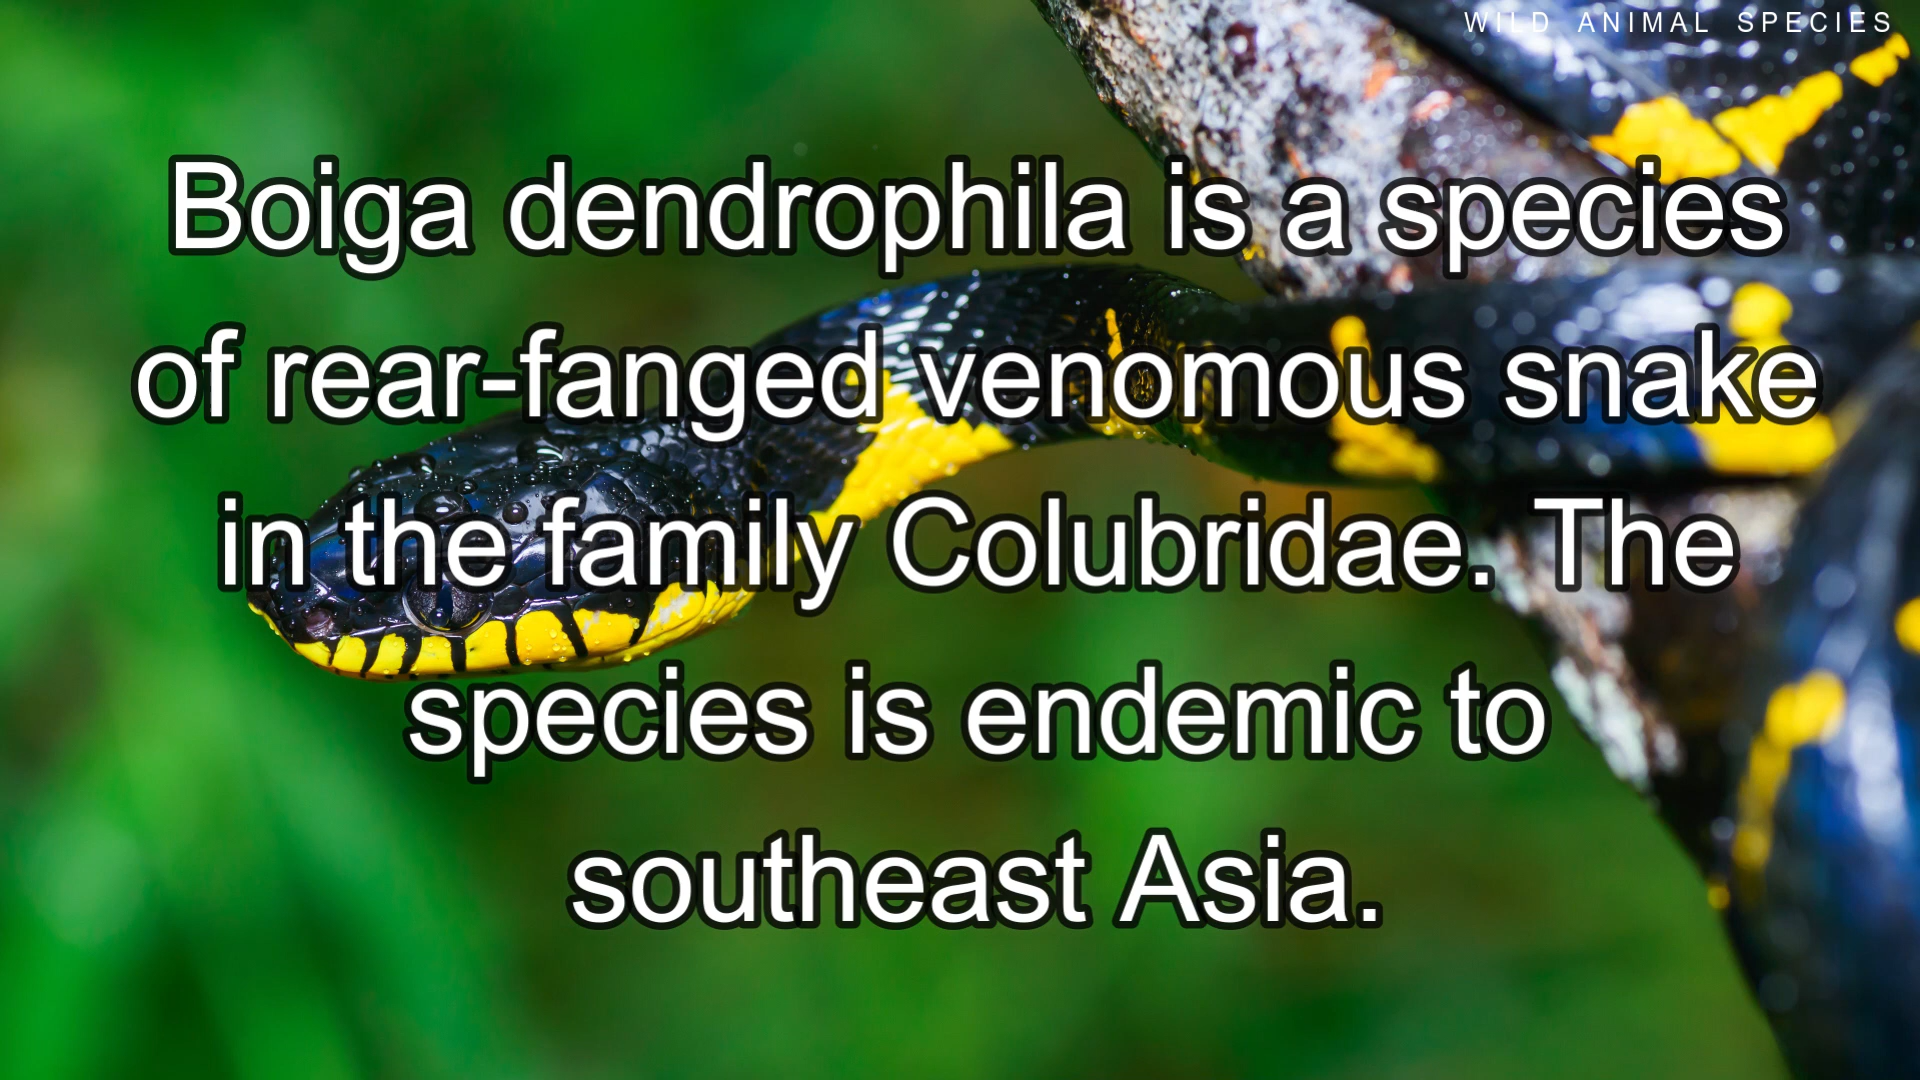 WILD ANIMAL SPECIES
Boiga dendrophila is a species
of rear-fanged venomous snake
in the family Colubridae. The
species is endemic to
southeast Asia.